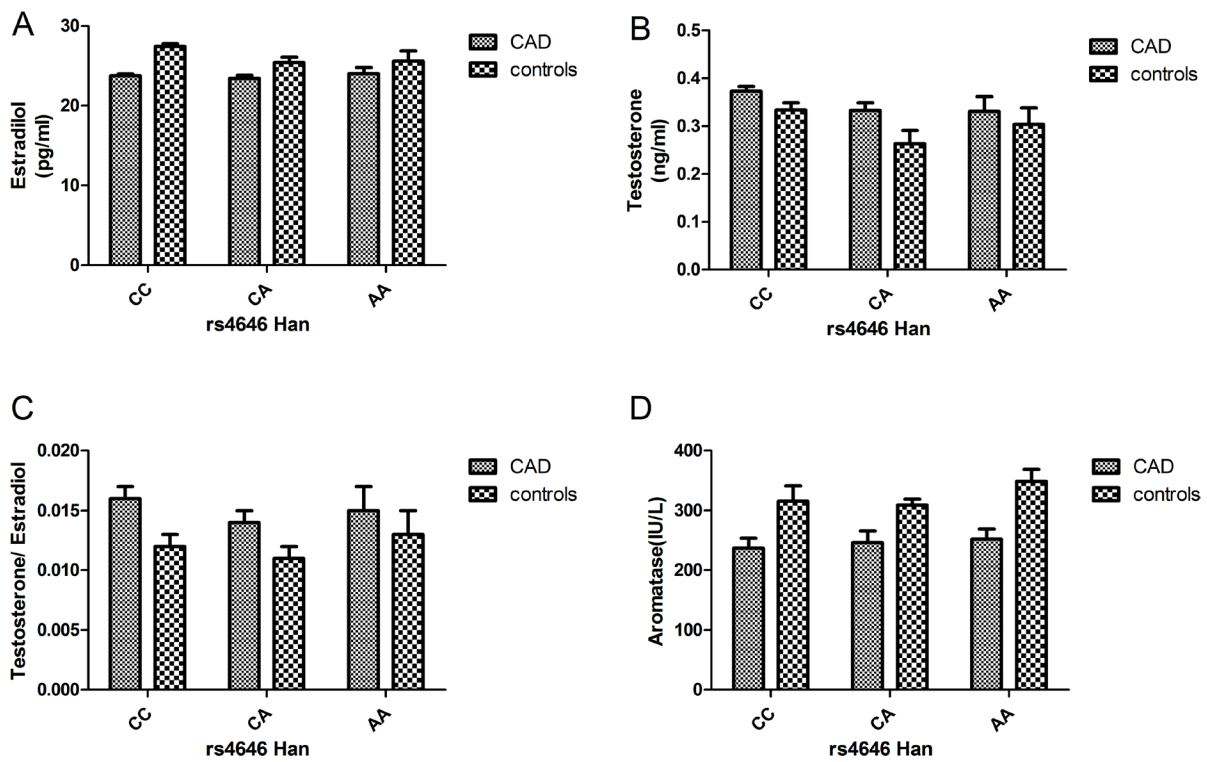 A
30
20
10
0
Estradilol
(pg/ml)
CC
CA
AA
rs4646 Han
CAD
controls
B
0.5
0.4
0.3
0.2
0.1
0.0
Testosterone
(ng/ml)
CC
CA
AA
rs4646 Han
CAD
controls
C
0.020
0.015
0.010
0.005
0.000
Testosterone/ Estradiol
CC
CA
AA
rs4646 Han
CAD
controls
D
400
300
200
100
0
Aromatase(IU/L)
CC
CA
AA
rs4646 Han
CAD
controls